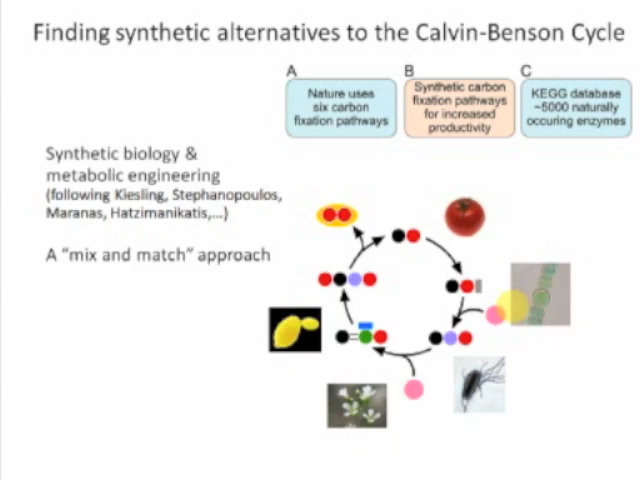 Finding synthetic alternatives to the Calvin-Benson Cycle
A
Nature uses
six carbon
fixation pathways
B
Synthetic carbon
fixation pathways
for increased
productivity
C
KEGG database
~5000 naturally
occuring enzymes
Synthetic biology &
metabolic engineering
(following Kiesling, Stephanopoulos,
Maranas, Hatzimanikatis,...)
A "mix and match" approach